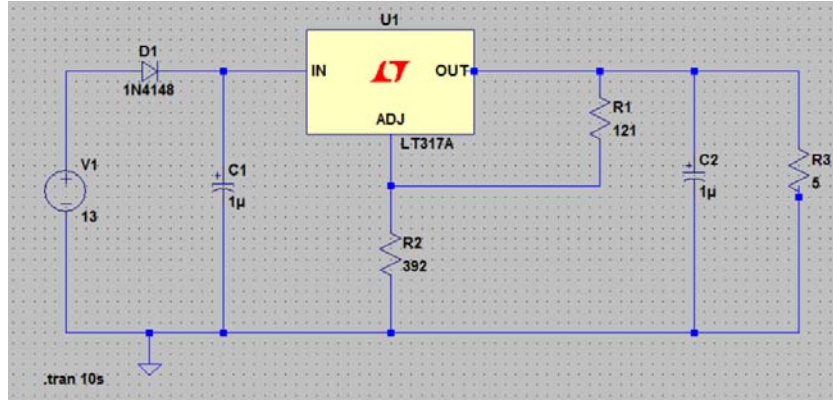 U1
D1
1N4148
IN
OUT
ADJ
LT317A
R1
121
V1
13
C1
1µ
C2
1µ
R3
5
R2
392
.tran 10s